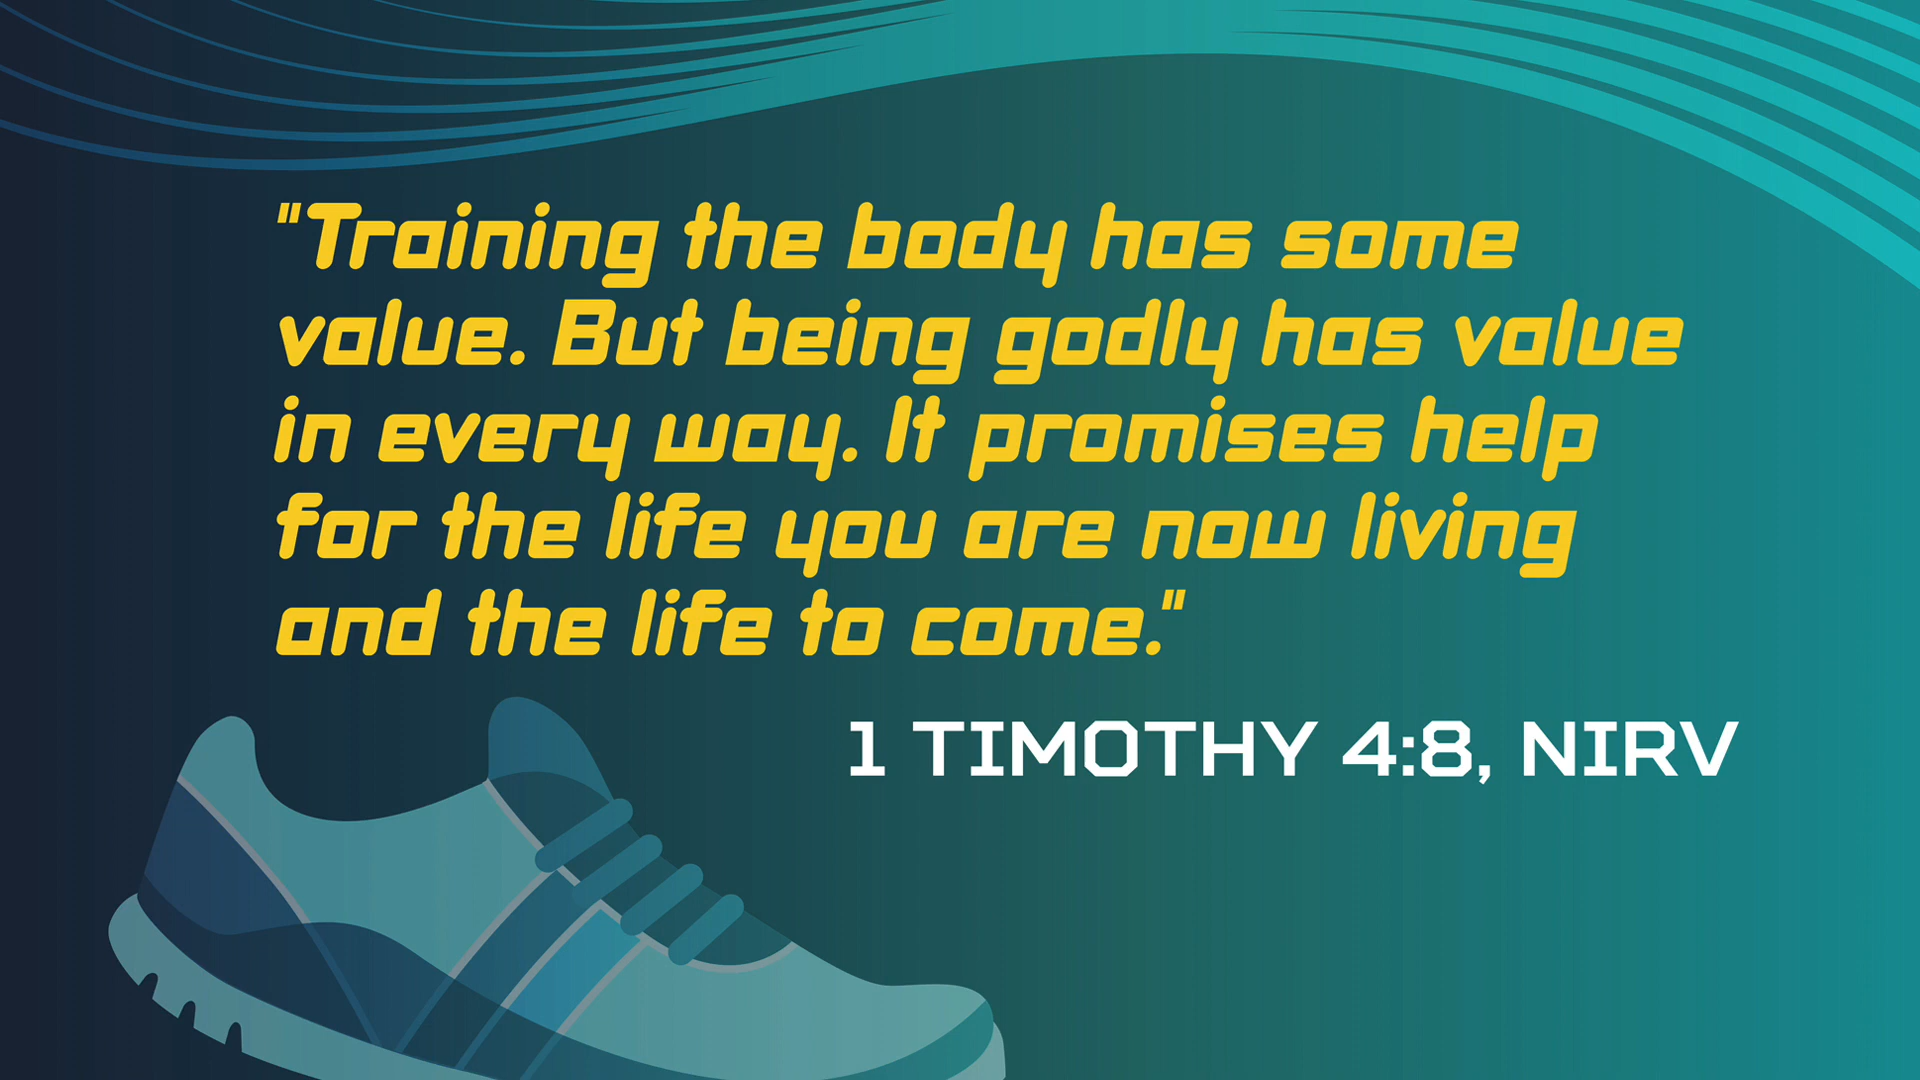 "Training the body has some
value. But being godly has value
in every way. It promises help
for the life you are now living
and the life to come."
1 TIMOTHY 4:8, NIRV